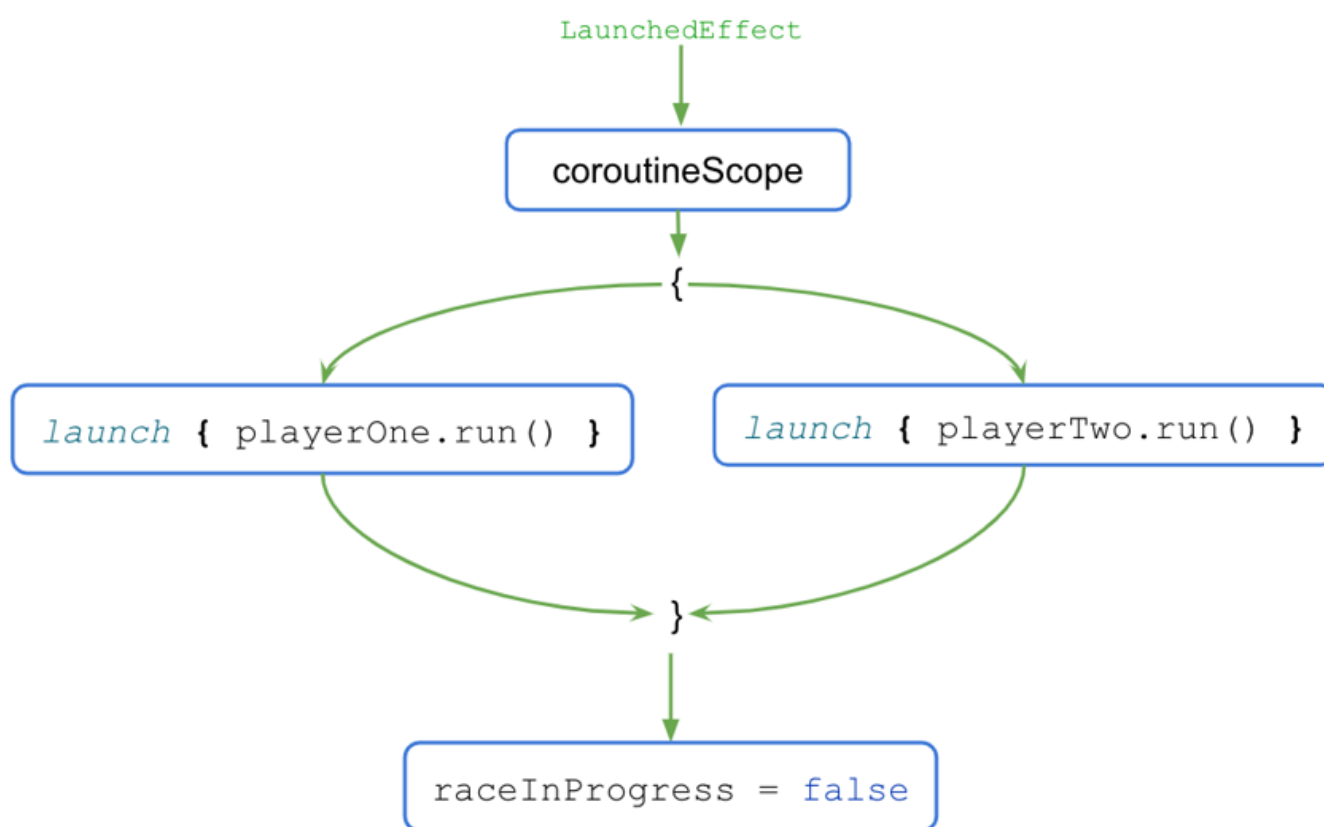 LaunchedEffect
coroutineScope
{
launch { playerOne.run() }
launch { playerTwo.run() }
}
raceInProgress = false